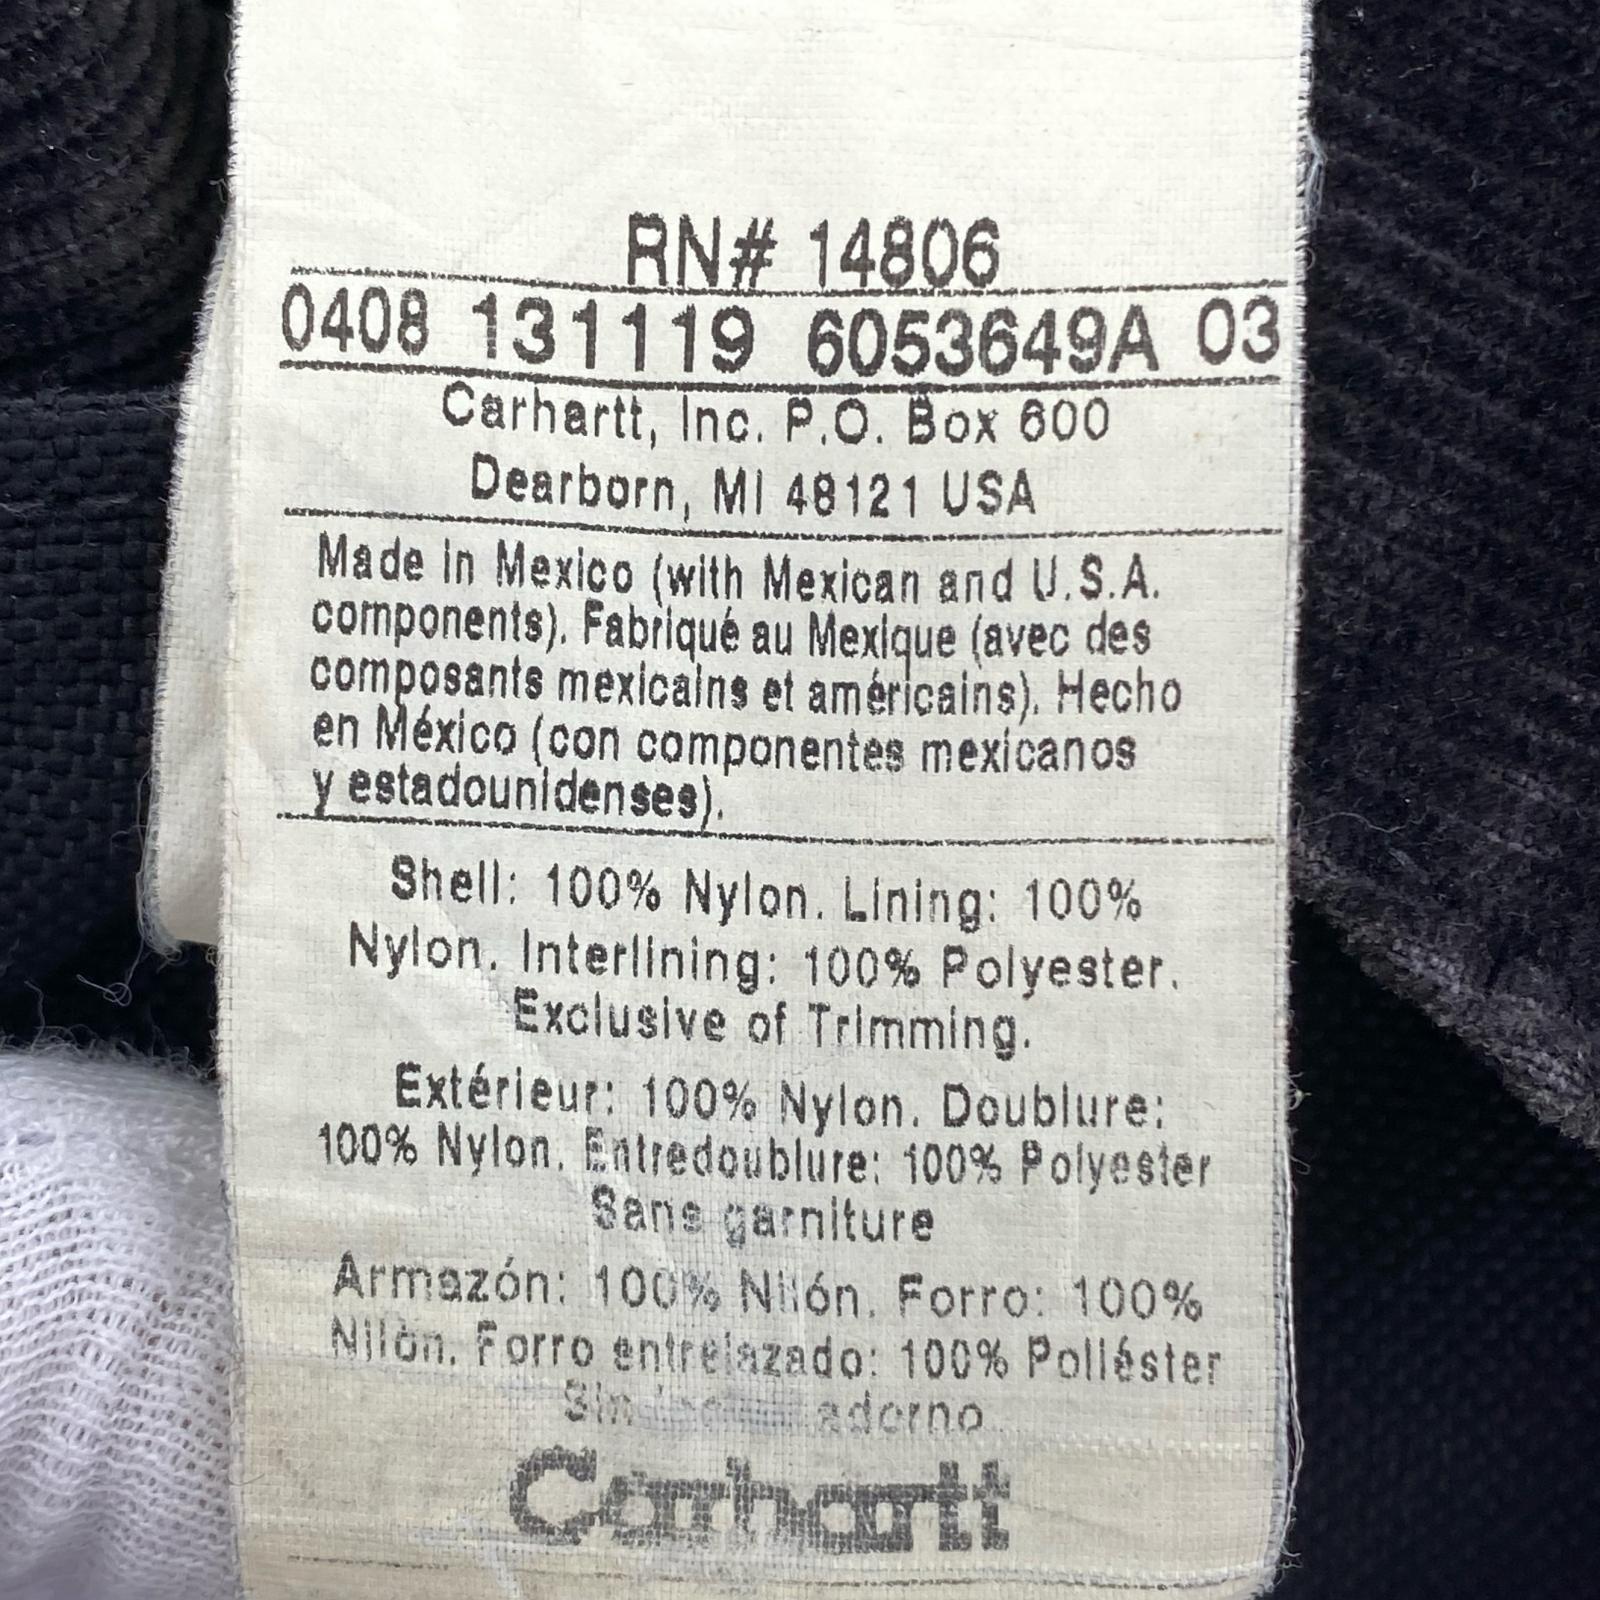 RN# 14806
0408 131119 6053649A 03
Carhartt, Inc. P.O. Box 600
Dearborn, MI 48121 USA
Made in Mexico (with Mexican and U.S.A.
components). Fabriqué au Mexique (avec des
composants mexicains et américains). Hecho
en México (con componentes mexicanos
y estadounidenses).
Shell: 100% Nylon. Lining: 100%
Nylon. Interlining: 100% Polyester.
Exclusive of Trimming.
Extérieur: 100% Nylon. Doublure:
100% Nylon. Entredoublure: 100% Polyester
Sans garniture
Armazón: 100% Nilón. Forro: 100%
Nilón. Forro entrelazado: 100% Poliéster
Sin adorno
Carhartt